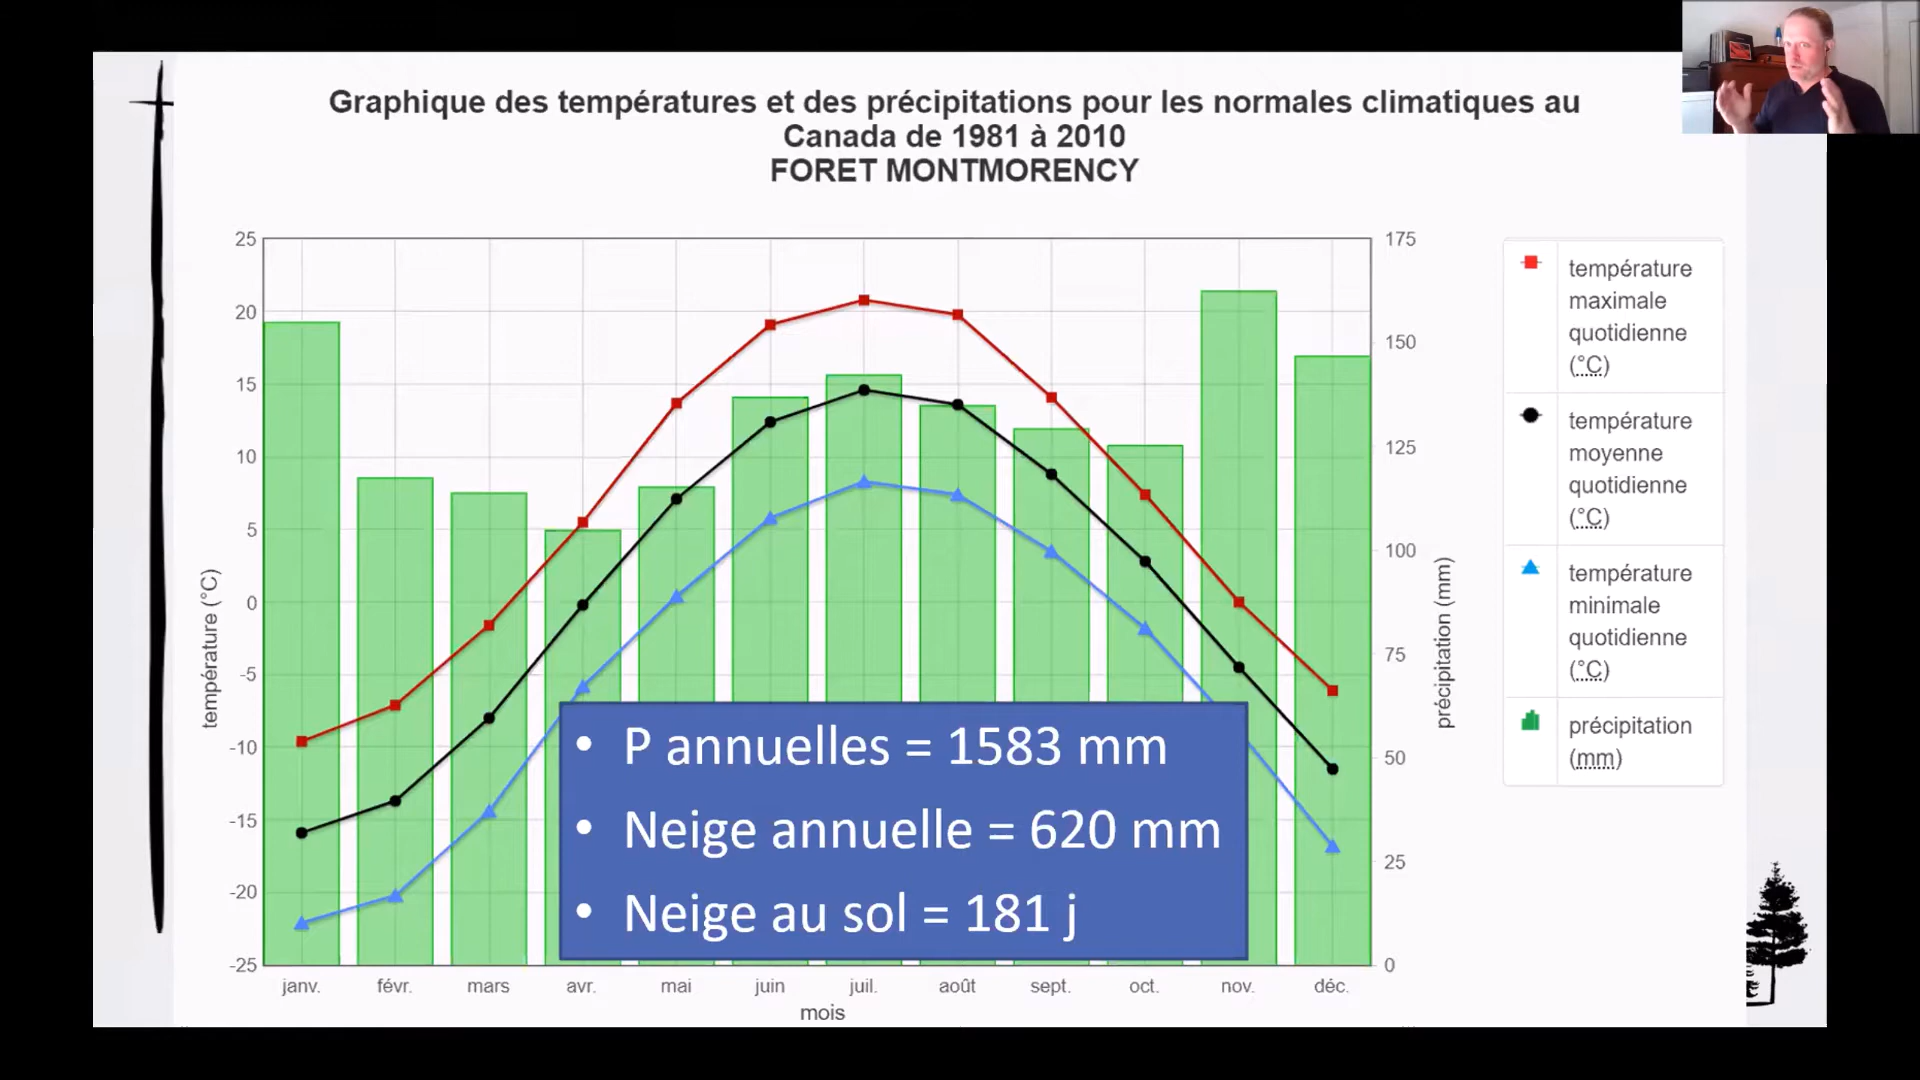 Graphique des températures et des précipitations pour les normales climatiques au
Canada de 1981 à 2010
FORET MONTMORENCY
25
20
15
10
5
0
-5
-10
-15
-20
-25
température (°C)
175
150
125
100
75
50
25
0
précipitation (mm)
janv.
févr.
mars
avr.
mai
juin
juil.
août
sept.
oct.
nov.
déc.
mois
• P annuelles = 1583 mm
• Neige annuelle = 620 mm
• Neige au sol = 181 j
température
maximale
quotidienne
(°C)
température
moyenne
quotidienne
(°C)
température
minimale
quotidienne
(°C)
précipitation
(mm)